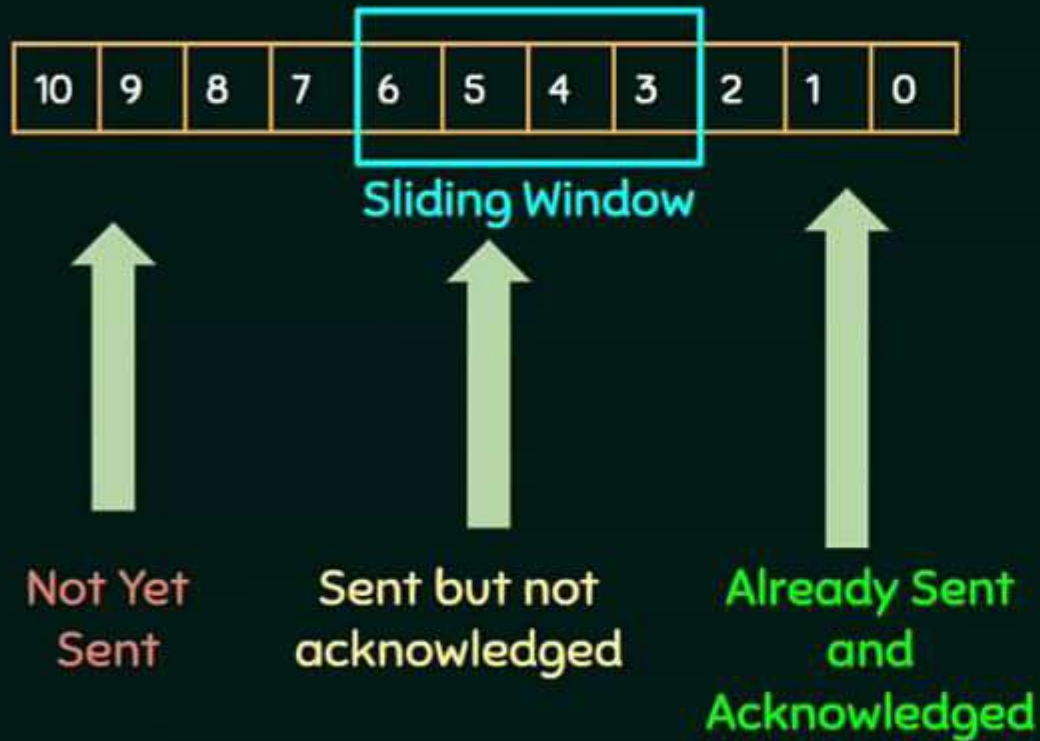 10 9 8 7 6 5 4 3 2 1 0
Sliding Window
Not Yet
Sent
Sent but not
acknowledged
Already Sent
and
Acknowledged